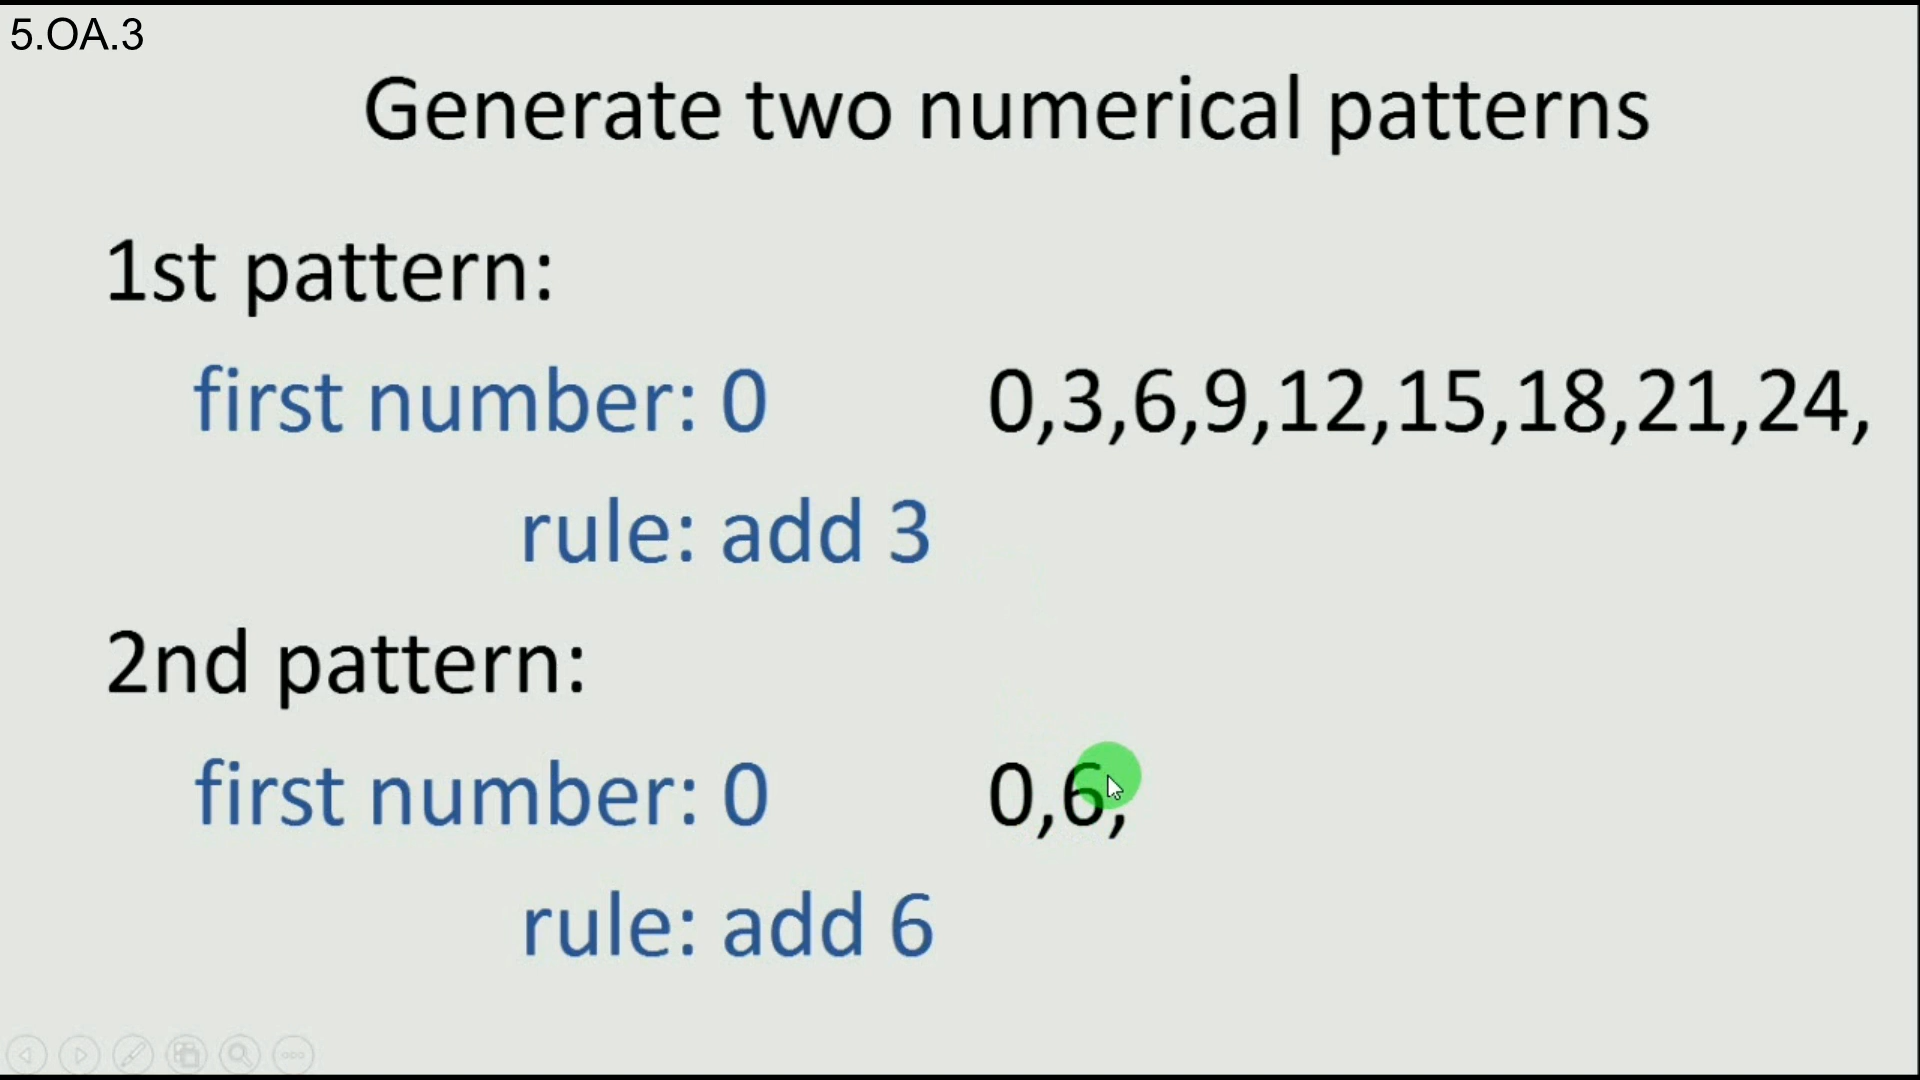 5.OA.3
Generate two numerical patterns
1st pattern:
first number: 0 0,3,6,9,12,15,18,21,24,
rule: add 3
2nd pattern:
first number: 0 0,6,
rule: add 6